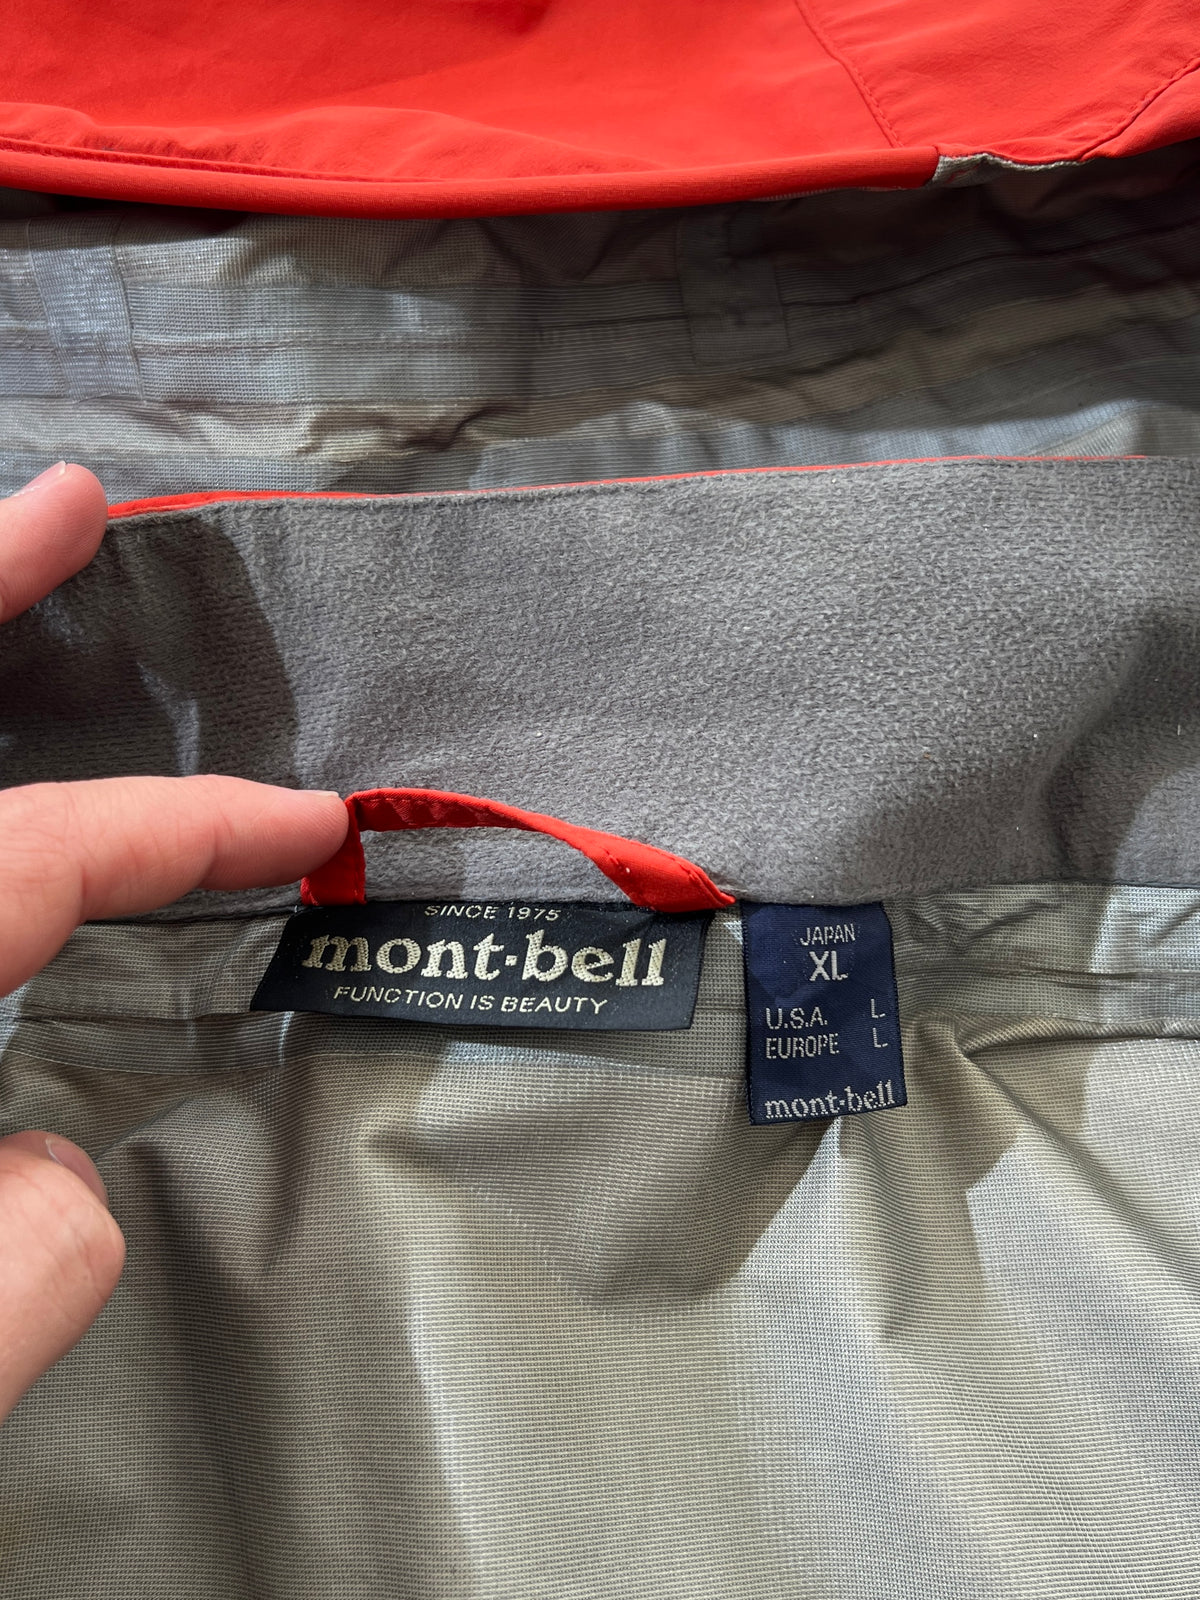 SINCE 1975
mont-bell
FUNCTION IS BEAUTY
JAPAN
XL
U.S.A. L
EUROPE L
mont-bell